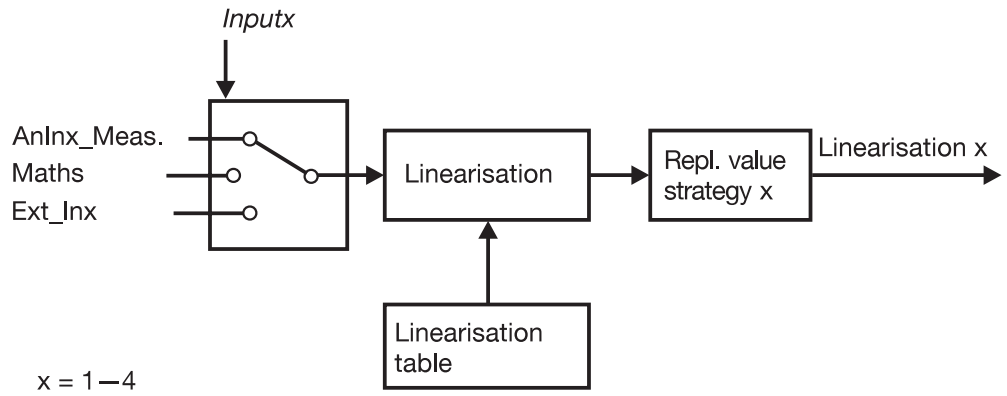 Inputx
AnInx_Meas.
Maths
Ext_Inx
Linearisation
Repl. value
strategy x
Linearisation x
Linearisation
table
x = 1—4